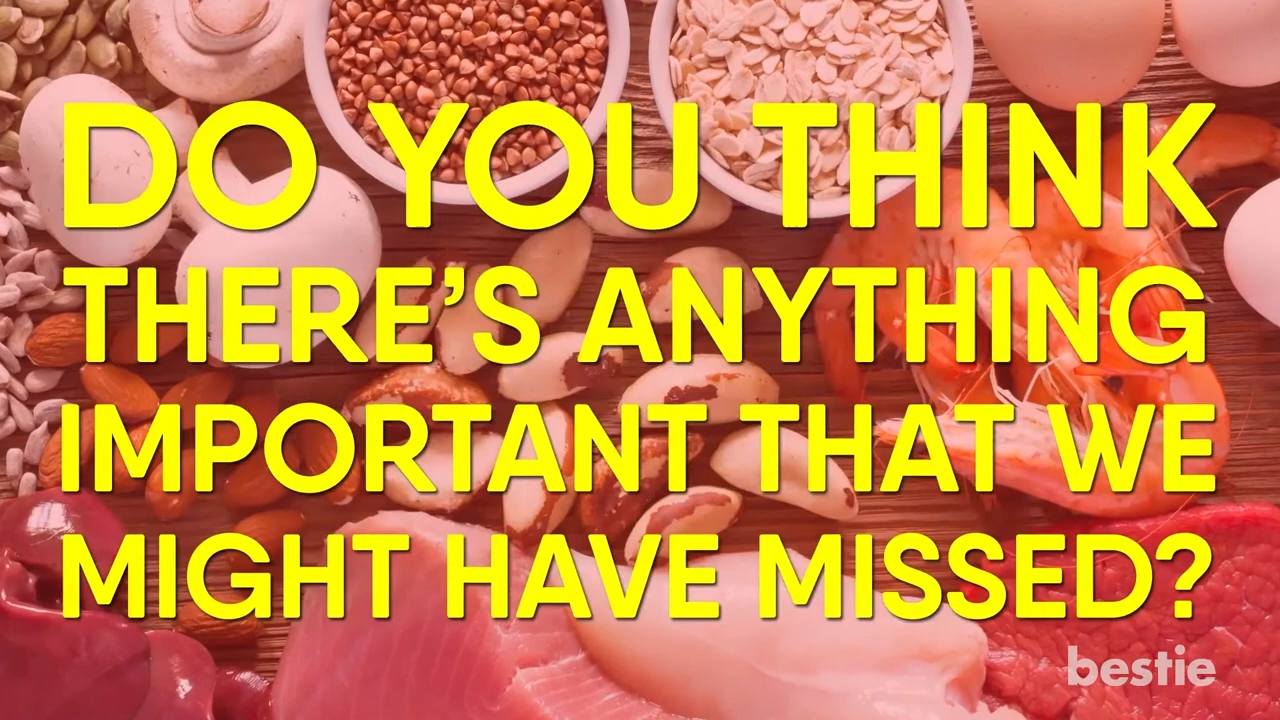 DO YOU THINK
THERE’S ANYTHING
IMPORTANT THAT WE
MIGHT HAVE MISSED?
bestie